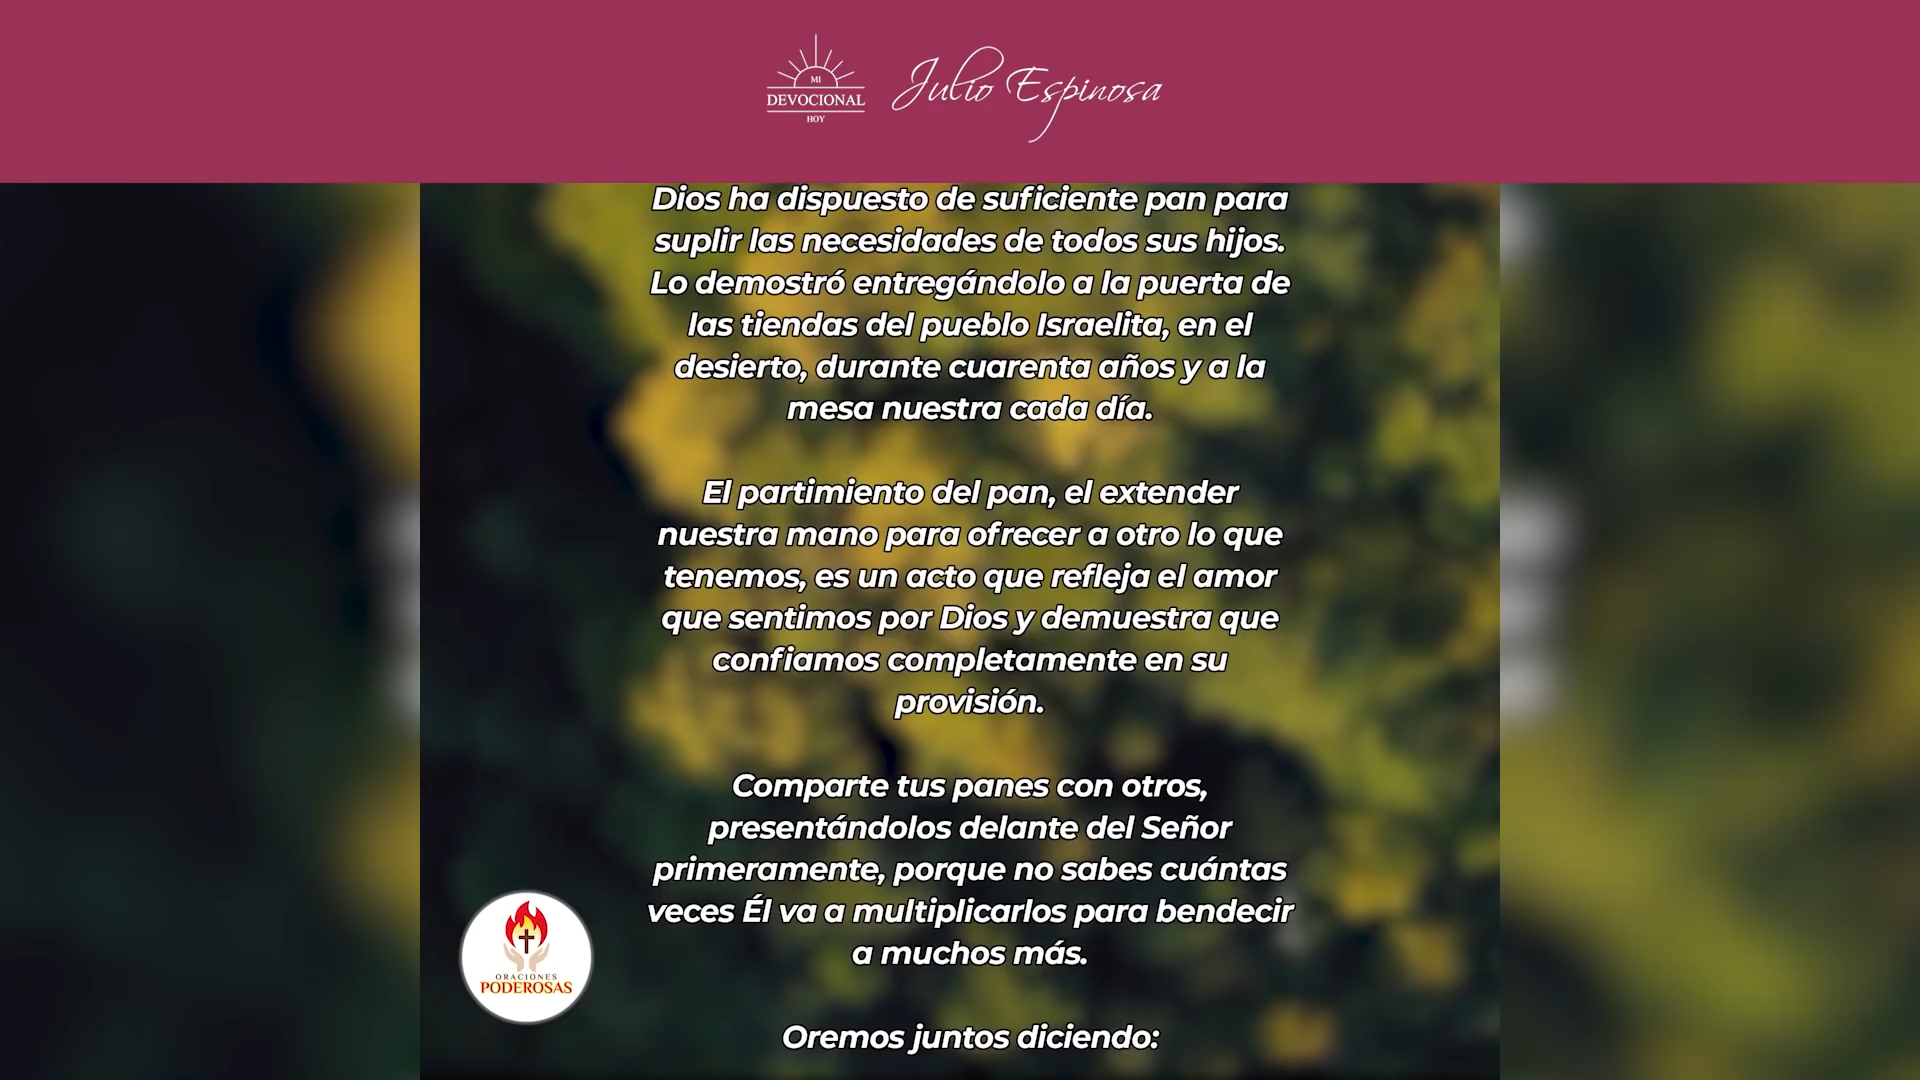 MI
DEVOCIONAL
HOY
Julio Espinosa
Dios ha dispuesto de suficiente pan para
suplir las necesidades de todos sus hijos.
Lo demostró entregándolo a la puerta de
las tiendas del pueblo Israelita, en el
desierto, durante cuarenta años y a la
mesa nuestra cada día.
El partimiento del pan, el extender
nuestra mano para ofrecer a otro lo que
tenemos, es un acto que refleja el amor
que sentimos por Dios y demuestra que
confiamos completamente en su
provisión.
Comparte tus panes con otros,
presentándolos delante del Señor
primeramente, porque no sabes cuántas
veces Él va a multiplicarlos para bendecir
a muchos más.
ORACIONES
PODEROSAS
Oremos juntos diciendo: